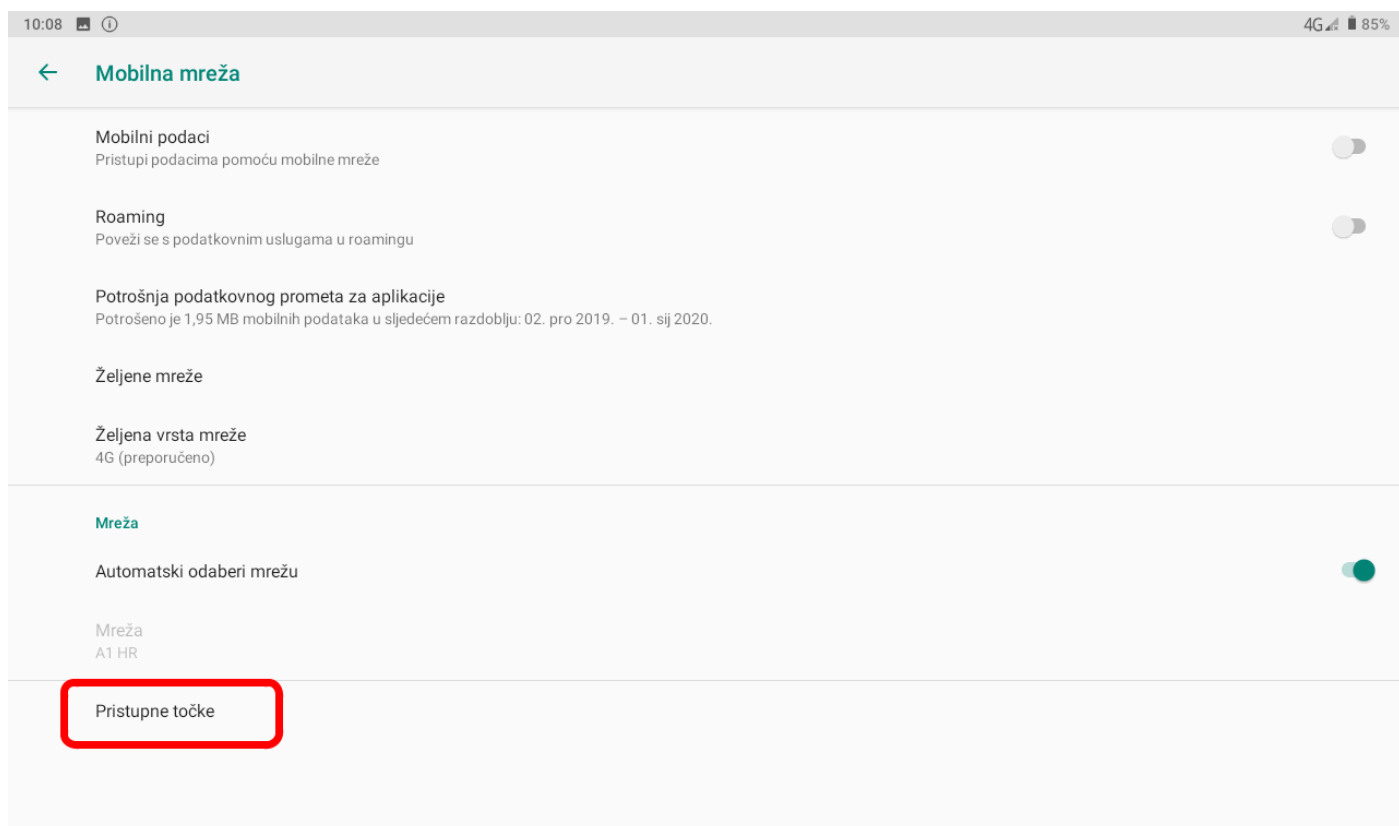 10:08
4G 85%
Mobilna mreža
Mobilni podaci
Pristupi podacima pomoću mobilne mreže
Roaming
Poveži se s podatkovnim uslugama u roamingu
Potrošnja podatkovnog prometa za aplikacije
Potrošeno je 1,95 MB mobilnih podataka u sljedećem razdoblju: 02. pro 2019. – 01. sij 2020.
Željene mreže
Željena vrsta mreže
4G (preporučeno)
Mreža
Automatski odaberi mrežu
Mreža
A1 HR
Pristupne točke